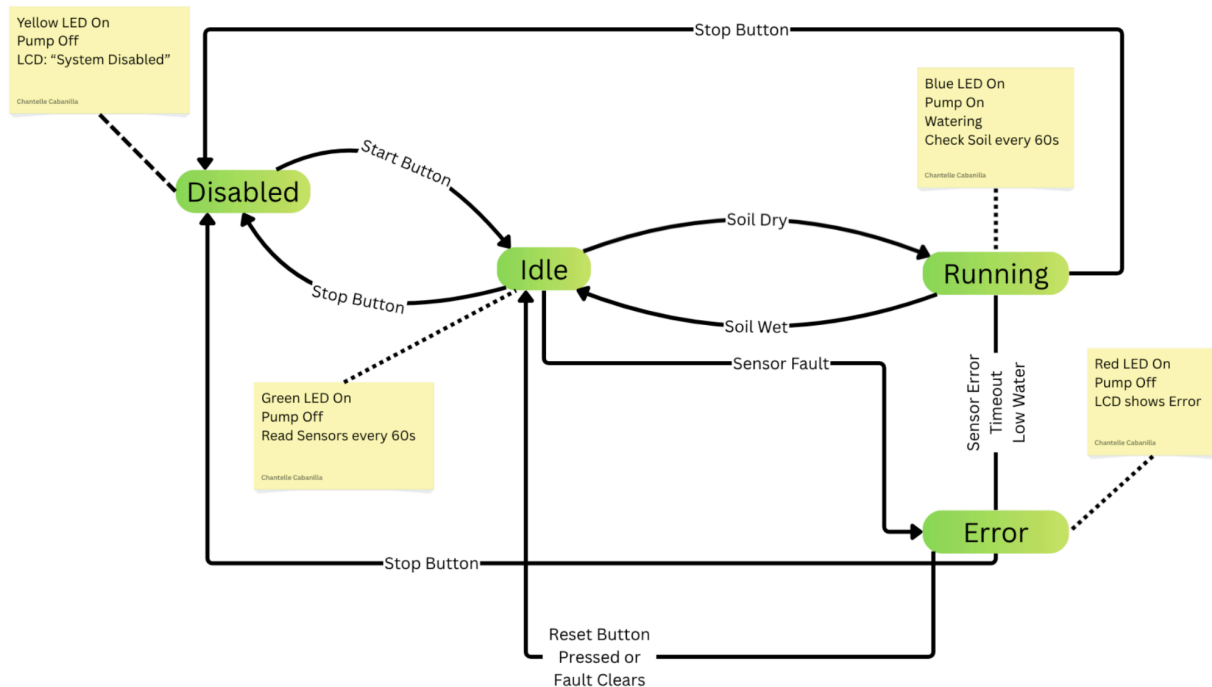 Yellow LED On
Pump Off
LCD: “System Disabled”
Chantelle Cabanilla
Stop Button
Blue LED On
Pump On
Watering
Check Soil every 60s
Chantelle Cabanilla
Start Button
Disabled
Soil Dry
Idle
Running
Stop Button
Soil Wet
Sensor Fault
Sensor Error
Timeout
Low Water
Red LED On
Pump Off
LCD shows Error
Chantelle Cabanilla
Green LED On
Pump Off
Read Sensors every 60s
Chantelle Cabanilla
Error
Stop Button
Reset Button
Pressed or
Fault Clears